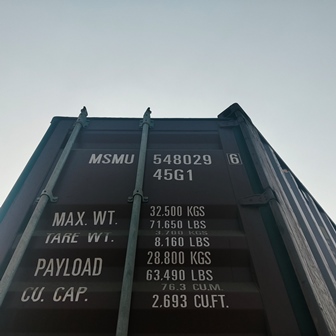 MSMU 548029 6
45G1
MAX. WT. 32.500 KGS
71.650 LBS
3.700 KGS
TARE WT. 8.160 LBS
28.800 KGS
PAYLOAD 63.490 LBS
76.3 CU.M.
CU. CAP. 2.693 CU.FT.